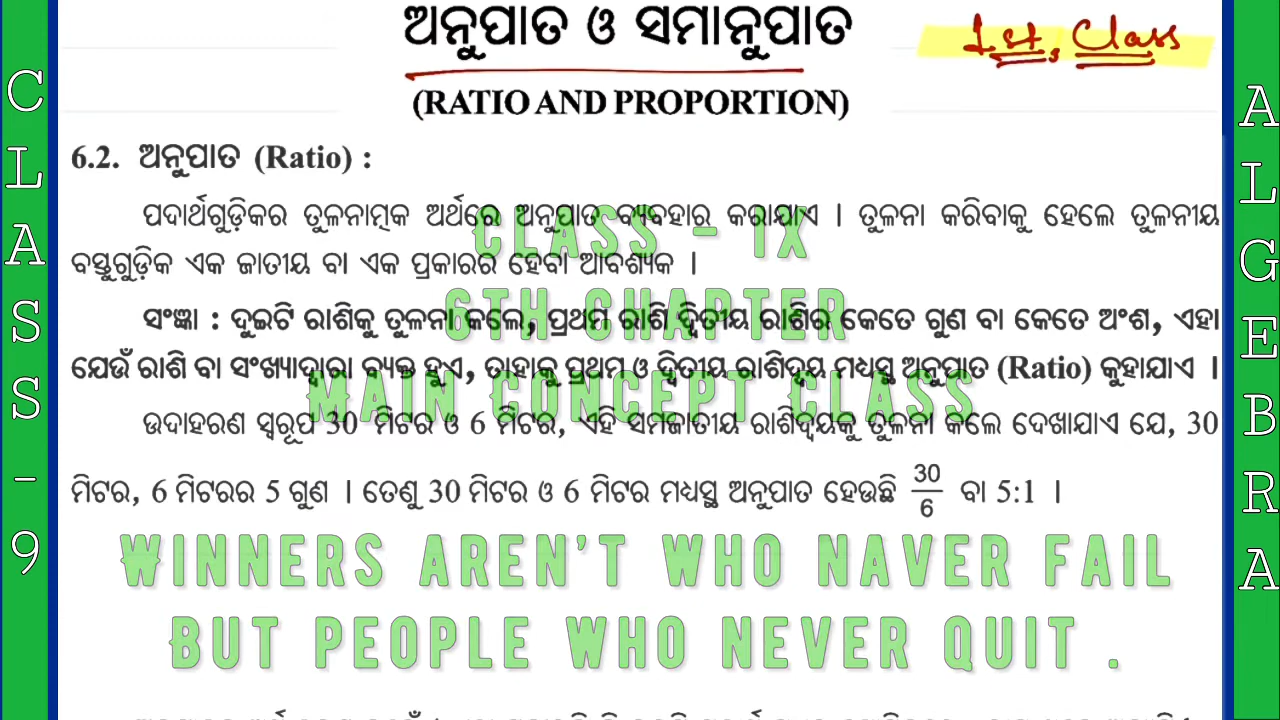 ଅନୁପାତ ଓ ସମାନୁପାତ
1st, Class
(RATIO AND PROPORTION)
6.2. ଅନୁପାତ (Ratio) :
ପଦାର୍ଥଗୁଡ଼ିକର ତୁଳନାତ୍ମକ ଅର୍ଥରେ ଅନୁପାତ ବ୍ୟବହାର କରାଯାଏ । ତୁଳନା କରିବାକୁ ହେଲେ ତୁଳନୀୟ
ବସ୍ତୁଗୁଡ଼ିକ ଏକ ଜାତୀୟ ବା ଏକ ପ୍ରକାରର ହେବା ଆବଶ୍ୟକ ।
ସଂଜ୍ଞା : ଦୁଇଟି ରାଶିକୁ ତୁଳନା କଲେ, ପ୍ରଥମ ରାଶି ଦ୍ଵିତୀୟ ରାଶିର କେତେ ଗୁଣ ବା କେତେ ଅଂଶ, ଏହା
ଯେଉଁ ରାଶି ବା ସଂଖ୍ୟାଦ୍ଵାରା ବ୍ୟକ୍ତ ହୁଏ, ତାହାକୁ ପ୍ରଥମ ଓ ଦ୍ଵିତୀୟ ରାଶିଦ୍ଵୟ ମଧ୍ୟସ୍ଥ ଅନୁପାତ (Ratio) କୁହାଯାଏ ।
ଉଦାହରଣ ସ୍ୱରୂପ 30 ମିଟର ଓ 6 ମିଟର, ଏହି ସମଜାତୀୟ ରାଶିଦ୍ଵୟକୁ ତୁଳନା କଲେ ଦେଖାଯାଏ ଯେ, 30
ମିଟର, 6 ମିଟରର 5 ଗୁଣ । ତେଣୁ 30 ମିଟର ଓ 6 ମିଟର ମଧ୍ୟସ୍ଥ ଅନୁପାତ ହେଉଛି 30/6 ବା 5:1 ।
CLASS - IX
6TH CHAPTER
MAIN CONCEPT CLASS
WINNERS AREN'T WHO NAVER FAIL
BUT PEOPLE WHO NEVER QUIT .
CLASS-9
ALGEBRA